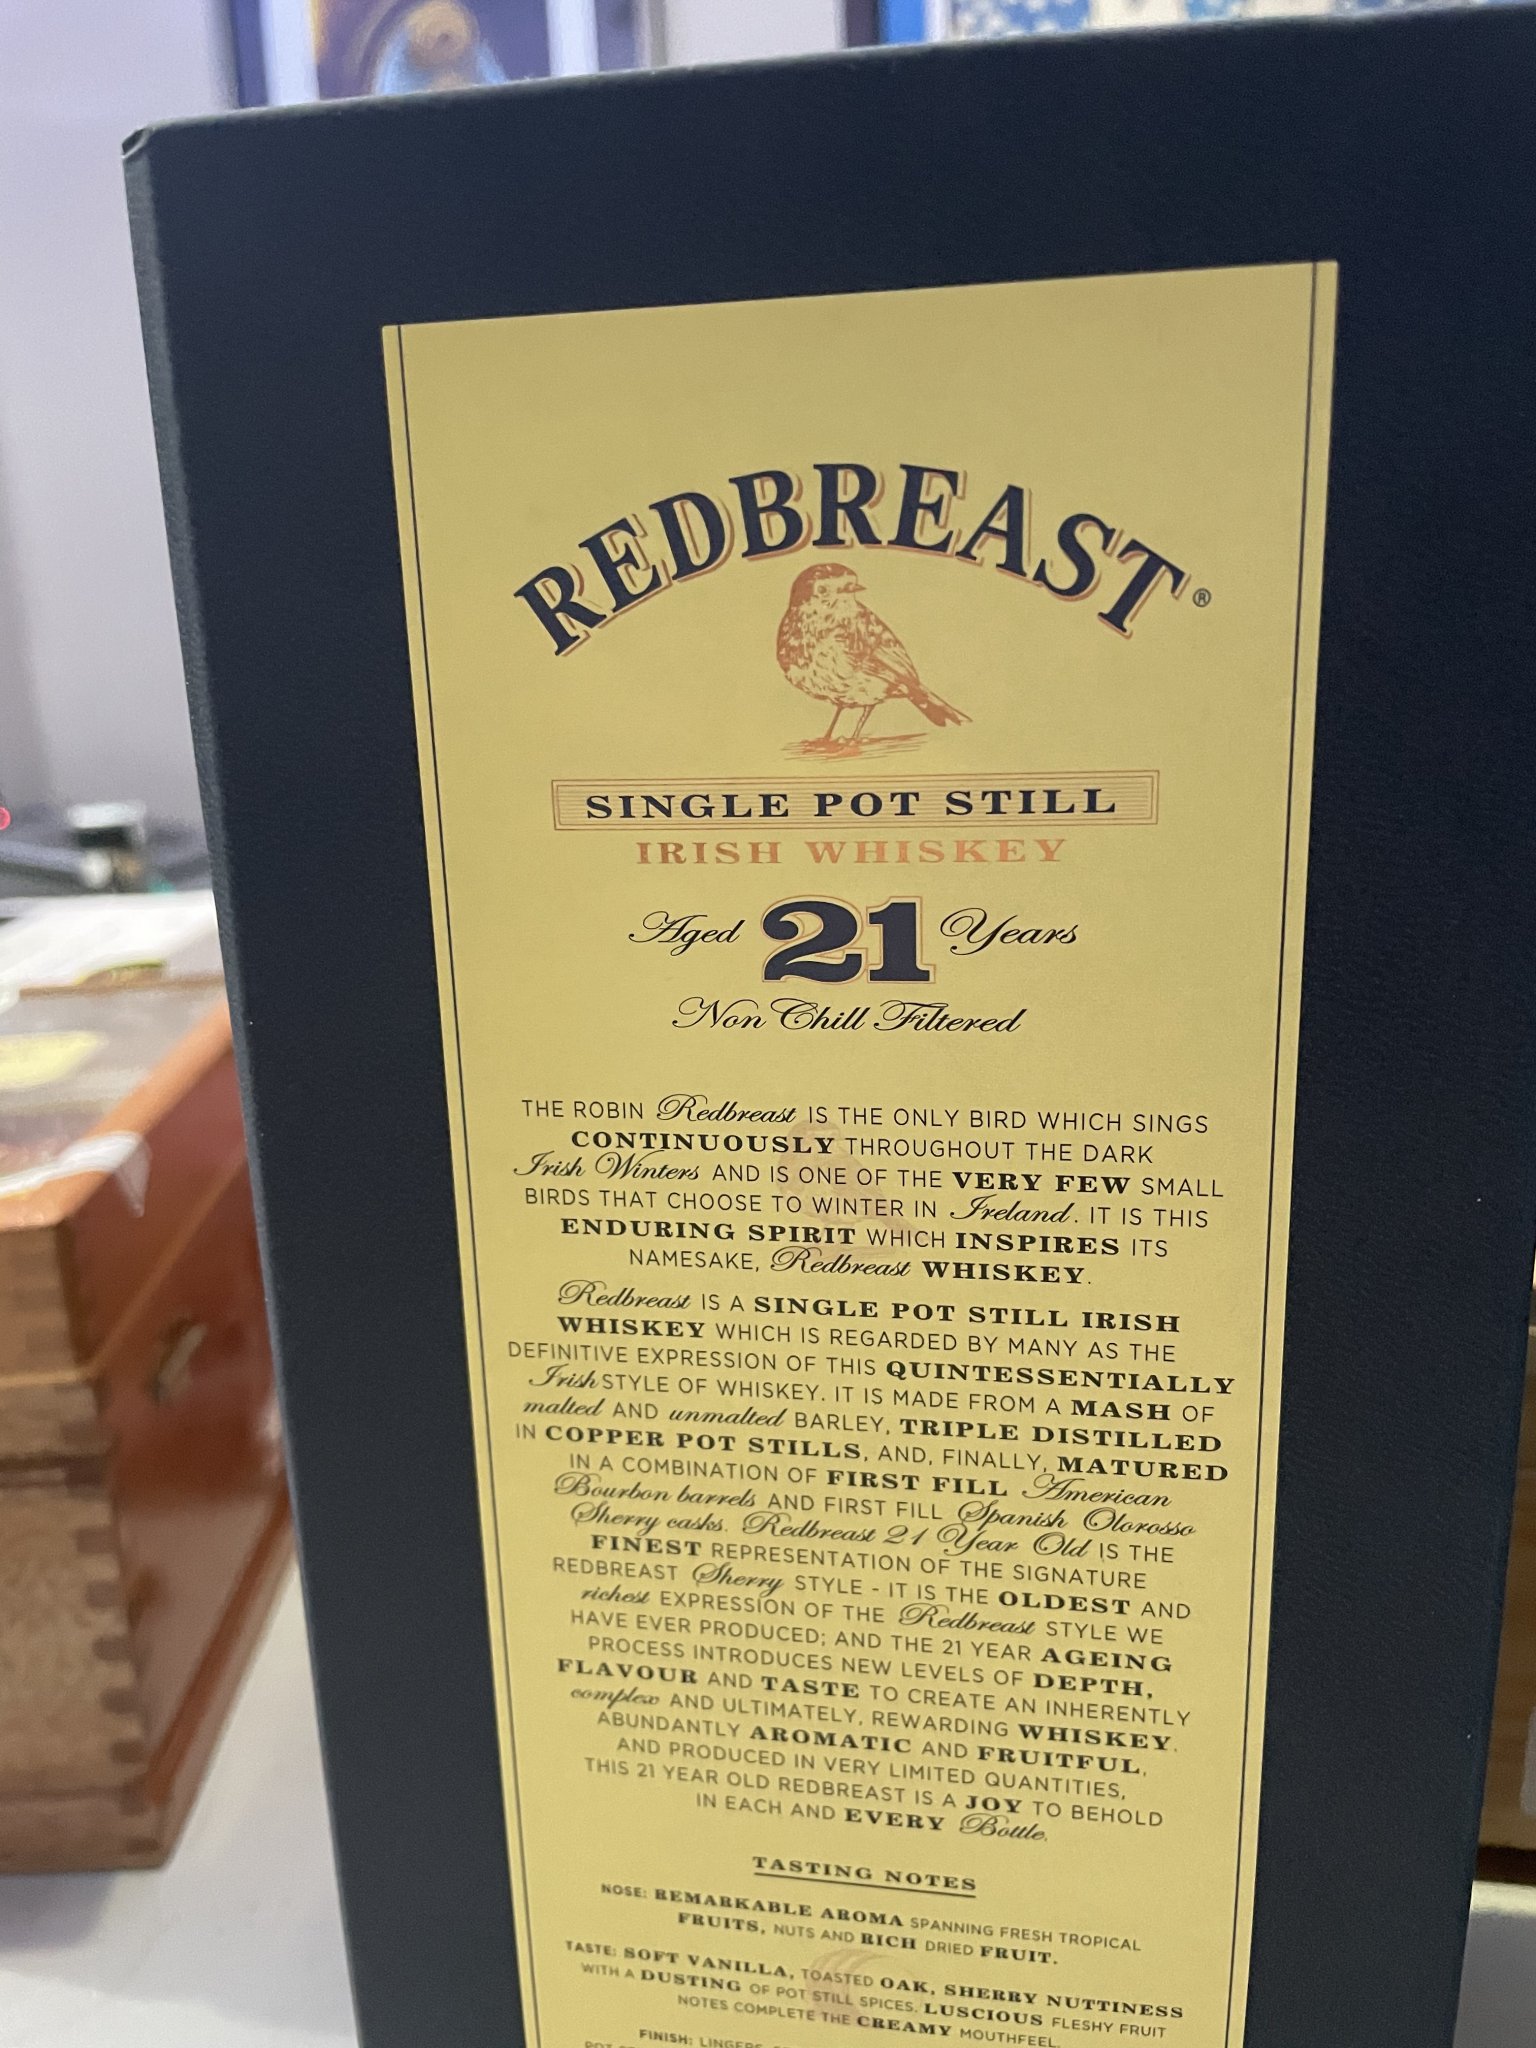 REDBREAST®
SINGLE POT STILL
IRISH WHISKEY
Aged 21 Years
Non Chill Filtered
THE ROBIN Redbreast IS THE ONLY BIRD WHICH SINGS
CONTINUOUSLY THROUGHOUT THE DARK
Irish Winters AND IS ONE OF THE VERY FEW SMALL
BIRDS THAT CHOOSE TO WINTER IN Ireland. IT IS THIS
ENDURING SPIRIT WHICH INSPIRES ITS
NAMESAKE, Redbreast WHISKEY.
Redbreast IS A SINGLE POT STILL IRISH
WHISKEY WHICH IS REGARDED BY MANY AS THE
DEFINITIVE EXPRESSION OF THIS QUINTESSENTIALLY
Irish STYLE OF WHISKEY. IT IS MADE FROM A MASH OF
malted AND unmalted BARLEY, TRIPLE DISTILLED
IN COPPER POT STILLS, AND, FINALLY, MATURED
IN A COMBINATION OF FIRST FILL American
Bourbon barrels AND FIRST FILL Spanish Olorosso
Sherry casks. Redbreast 21 Year Old IS THE
FINEST REPRESENTATION OF THE SIGNATURE
REDBREAST Sherry STYLE - IT IS THE OLDEST AND
richest EXPRESSION OF THE Redbreast STYLE WE
HAVE EVER PRODUCED; AND THE 21 YEAR AGEING
PROCESS INTRODUCES NEW LEVELS OF DEPTH,
FLAVOUR AND TASTE TO CREATE AN INHERENTLY
complex AND ULTIMATELY, REWARDING WHISKEY.
ABUNDANTLY AROMATIC AND FRUITFUL,
AND PRODUCED IN VERY LIMITED QUANTITIES,
THIS 21 YEAR OLD REDBREAST IS A JOY TO BEHOLD
IN EACH AND EVERY Bottle.
TASTING NOTES
NOSE: REMARKABLE AROMA SPANNING FRESH TROPICAL
FRUITS, NUTS AND RICH DRIED FRUIT.
TASTE: SOFT VANILLA, TOASTED OAK, SHERRY NUTTINESS
WITH A DUSTING OF POT STILL SPICES. LUSCIOUS FLESHY FRUIT
NOTES COMPLETE THE CREAMY MOUTHFEEL.
FINISH: LINGERS